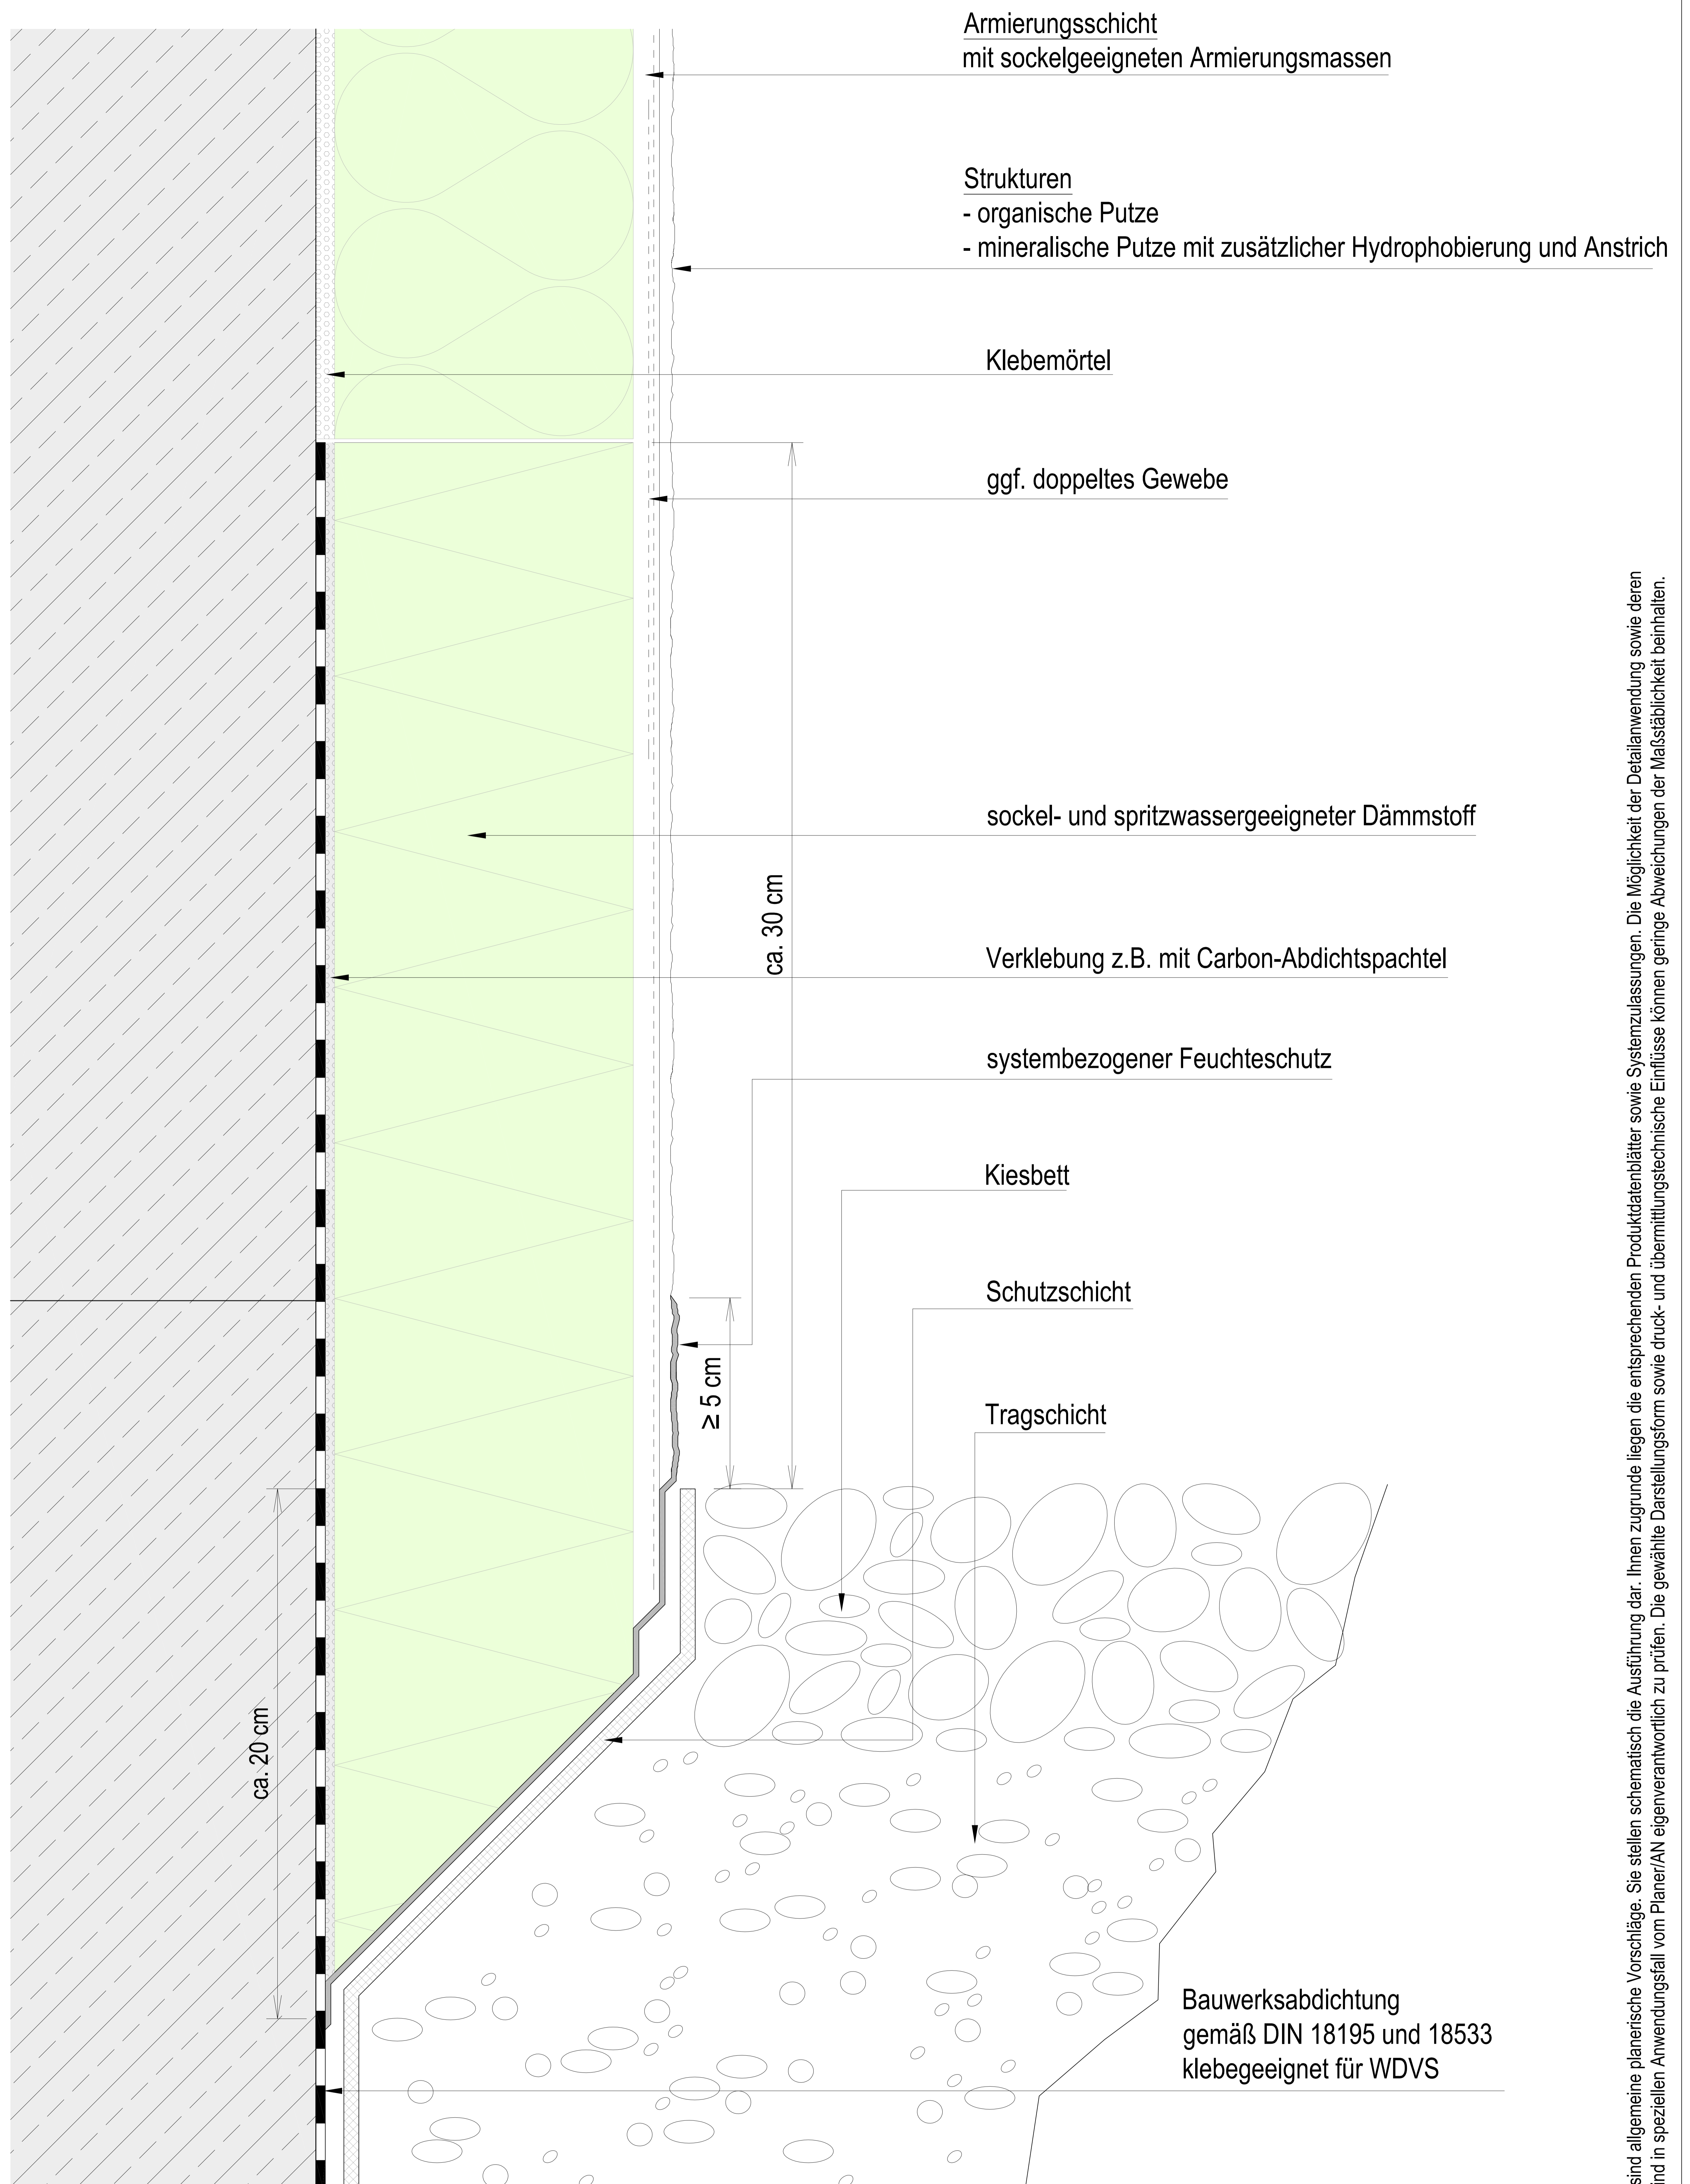 Armierungsschicht
mit sockelgeeigneten Armierungsmassen
Strukturen
- organische Putze
- mineralische Putze mit zusätzlicher Hydrophobierung und Anstrich
Klebemörtel
ggf. doppeltes Gewebe
sockel- und spritzwassergeeigneter Dämmstoff
ca. 30 cm
Verklebung z.B. mit Carbon-Abdichtspachtel
systembezogener Feuchteschutz
Kiesbett
Schutzschicht
≥ 5 cm
Tragschicht
ca. 20 cm
Bauwerksabdichtung
gemäß DIN 18195 und 18533
klebegeeignet für WDVS
sind allgemeine planerische Vorschläge. Sie stellen schematisch die Ausführung dar. Ihnen zugrunde liegen die entsprechenden Produktdatenblätter sowie Systemzulassungen. Die Möglichkeit der Detailanwendung sowie deren
ind in speziellen Anwendungsfall vom Planer/AN eigenverantwortlich zu prüfen. Die gewählte Darstellungsform sowie druck- und übermittlungstechnische Einflüsse können geringe Abweichungen der Maßstäblichkeit beinhalten.